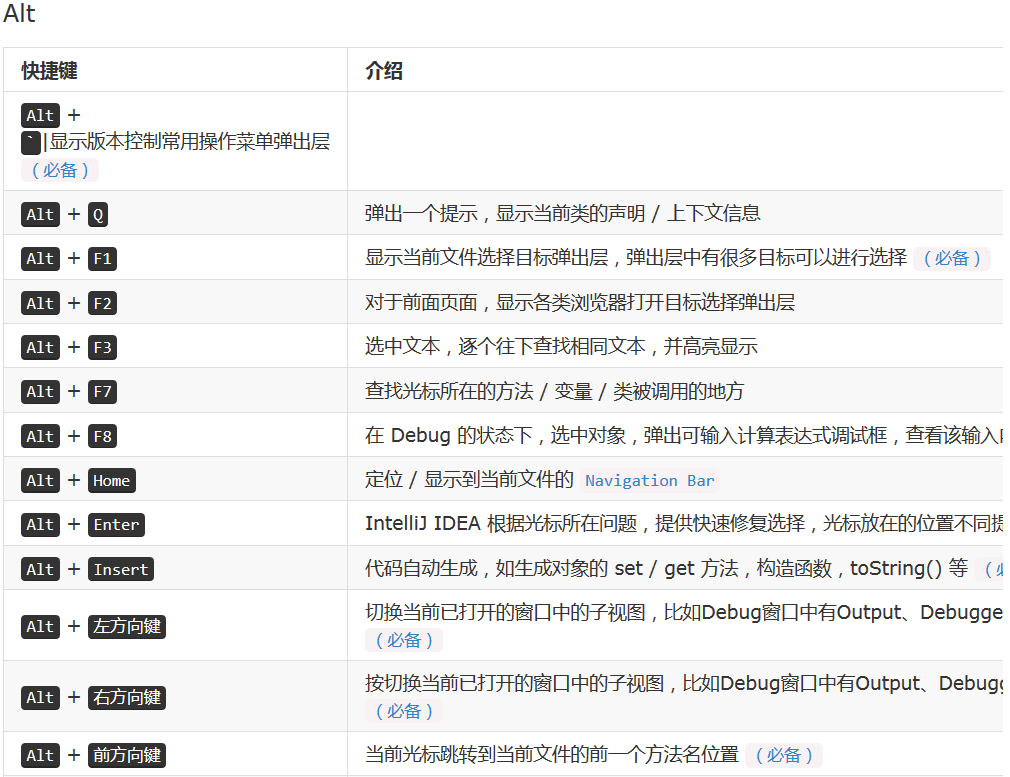 Alt
快捷键 介绍
Alt +
`|显示版本控制常用操作菜单弹出层
（必备）
Alt + Q 弹出一个提示，显示当前类的声明 / 上下文信息
Alt + F1 显示当前文件选择目标弹出层，弹出层中有很多目标可以进行选择 （必备）
Alt + F2 对于前面页面，显示各类浏览器打开目标选择弹出层
Alt + F3 选中文本，逐个往下查找相同文本，并高亮显示
Alt + F7 查找光标所在的方法 / 变量 / 类被调用的地方
Alt + F8 在 Debug 的状态下，选中对象，弹出可输入计算表达式调试框，查看该输入
Alt + Home 定位 / 显示到当前文件的 Navigation Bar
Alt + Enter IntelliJ IDEA 根据光标所在问题，提供快速修复选择，光标放在的位置不同提
Alt + Insert 代码自动生成，如生成对象的 set / get 方法，构造函数，toString() 等 （必
Alt + 左方向键 切换当前已打开的窗口中的子视图，比如Debug窗口中有Output、Debugge
（必备）
Alt + 右方向键 按切换当前已打开的窗口中的子视图，比如Debug窗口中有Output、Debugg
（必备）
Alt + 前方向键 当前光标跳转到当前文件的前一个方法名位置 （必备）